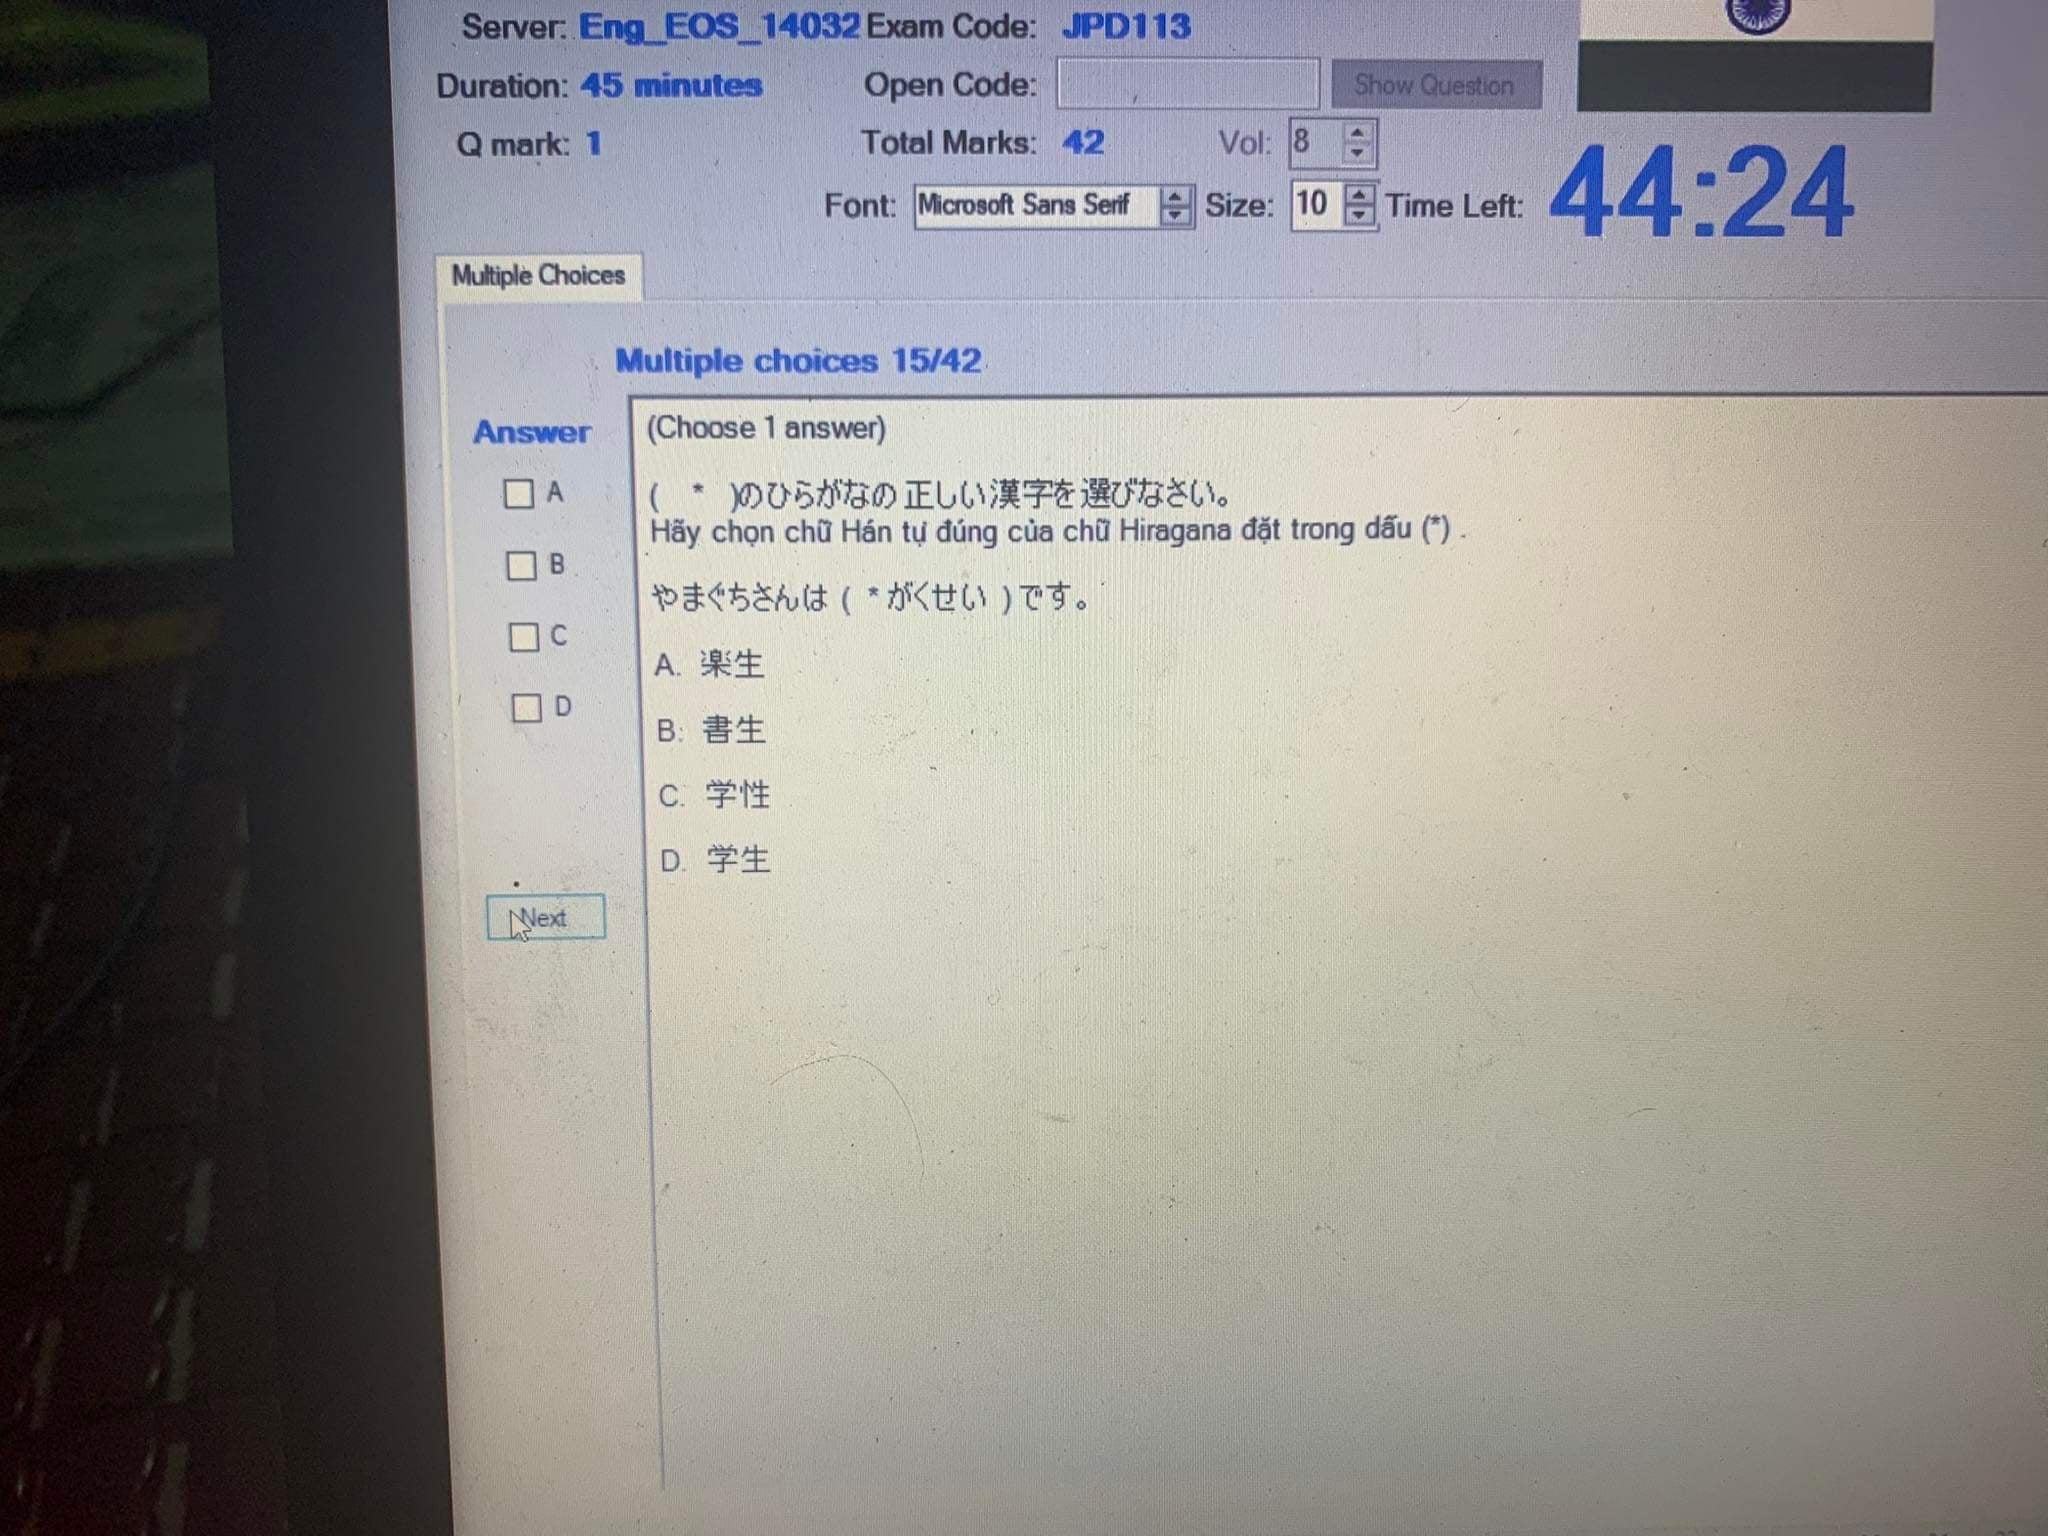 Server: Eng_EOS_14032 Exam Code: JPD113
Duration: 45 minutes Open Code: Show Question
Q mark: 1 Total Marks: 42 Vol: 8
Font: Microsoft Sans Serif Size: 10 Time Left: 44:24
Multiple Choices
Multiple choices 15/42
Answer
A
B
C
D
Next
(Choose 1 answer)
( * )のひらがなの正しい漢字を選びなさい。
Hãy chọn chữ Hán tự đúng của chữ Hiragana đặt trong dấu (*) .
やまぐちさんは ( *がくせい ) です。
A. 楽生
B. 書生
C. 学性
D. 学生